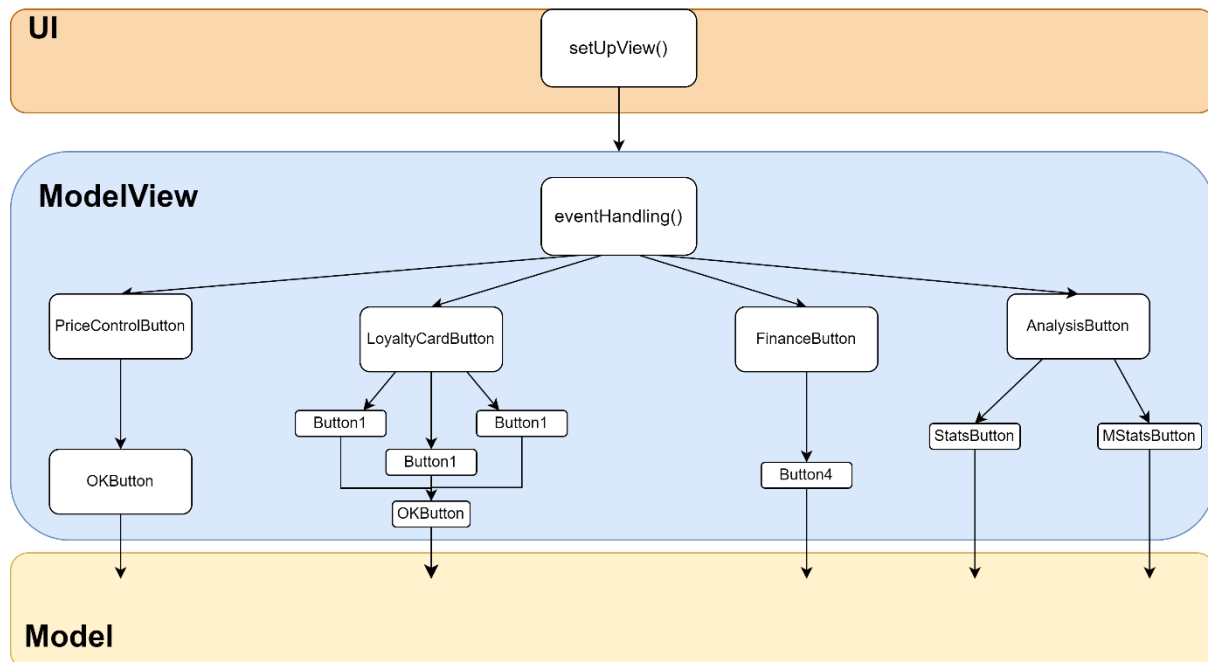 UI
setUpView()
ModelView
eventHandling()
PriceControlButton
LoyaltyCardButton
FinanceButton
AnalysisButton
Button1
Button1
Button1
StatsButton
MStatsButton
OKButton
Button4
OKButton
Model